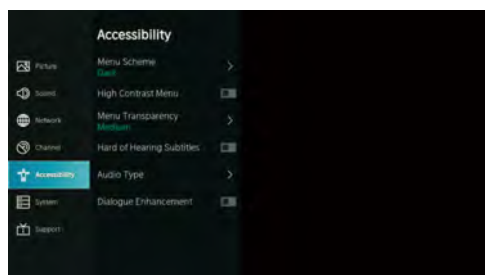 Accessibility
Picture
Sound
Network
Channel
Accessibility
System
Support
Menu Scheme
Dark
High Contrast Menu
Menu Transparency
Medium
Hard of Hearing Subtitles
Audio Type
Dialogue Enhancement